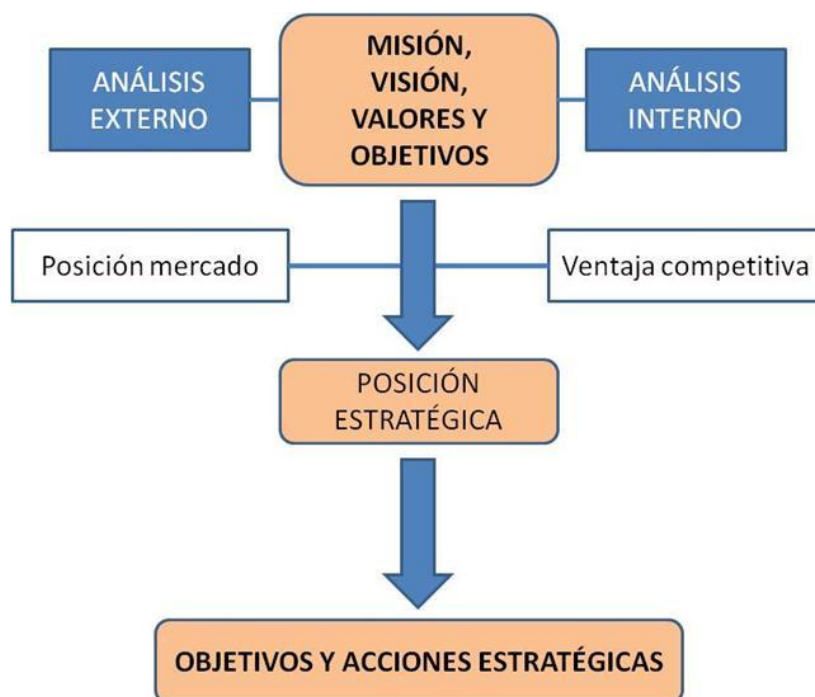 ANÁLISIS
EXTERNO
MISIÓN,
VISIÓN,
VALORES Y
OBJETIVOS
ANÁLISIS
INTERNO
Posición mercado
Ventaja competitiva
POSICIÓN
ESTRATÉGICA
OBJETIVOS Y ACCIONES ESTRATÉGICAS